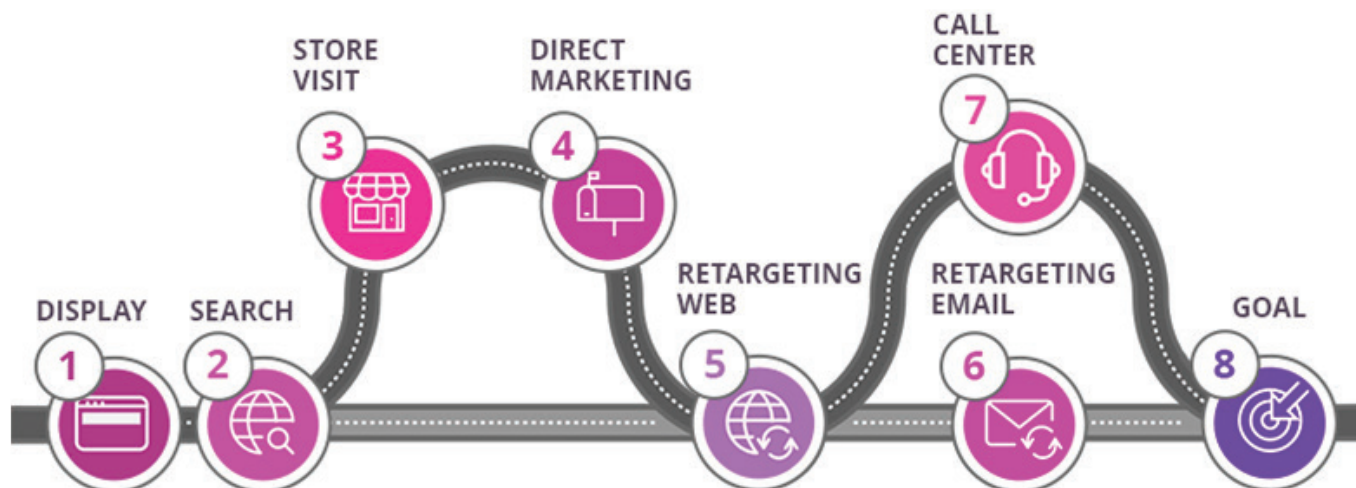 DISPLAY
1
SEARCH
2
STORE
VISIT
3
DIRECT
MARKETING
4
RETARGETING
WEB
5
RETARGETING
EMAIL
6
CALL
CENTER
7
GOAL
8